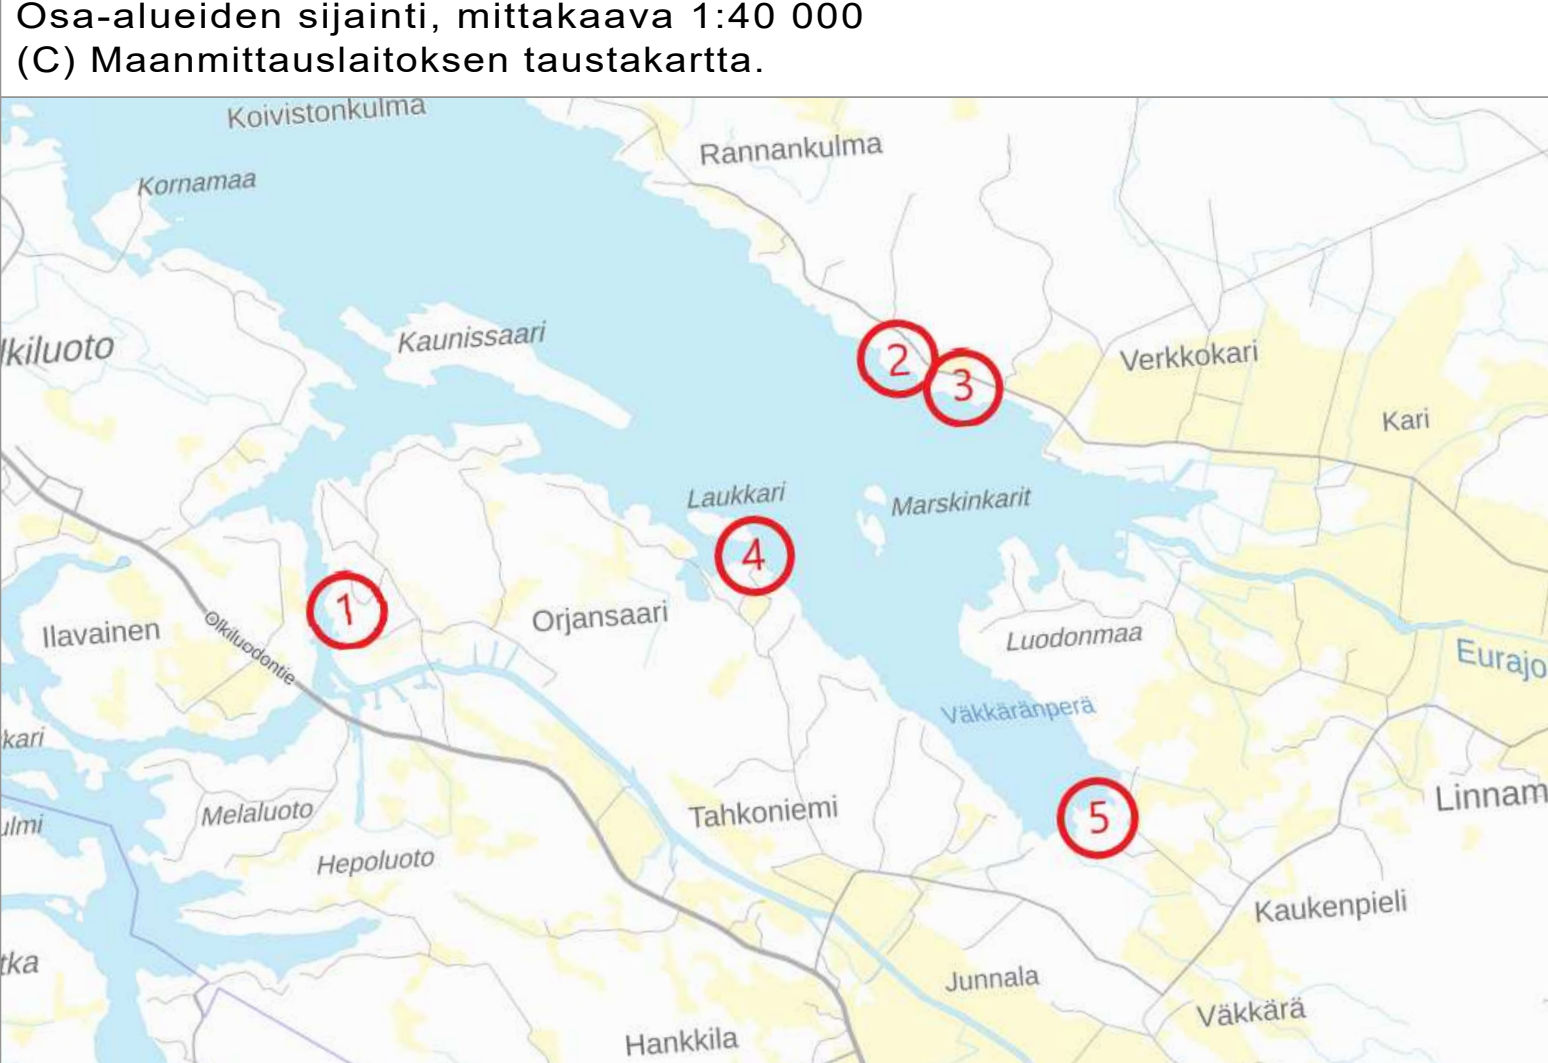 Osa-alueiden sijainti, mittakaava 1:40 000
(C) Maanmittauslaitoksen taustakartta.
Koivistonkulma
Rannankulma
Kornamaa
Kaunissaari
lkiluoto
2
3
Verkkokari
Kari
Laukkari
Marskinkarit
4
1
Ilavainen
Olkiluodontie
Orjansaari
Luodonmaa
Eurajo
Väkkäränperä
kari
Melaluoto
Tahkoniemi
5
Linnam
ulmi
Hepoluoto
Kaukenpieli
tka
Junnala
Väkkärä
Hankkila